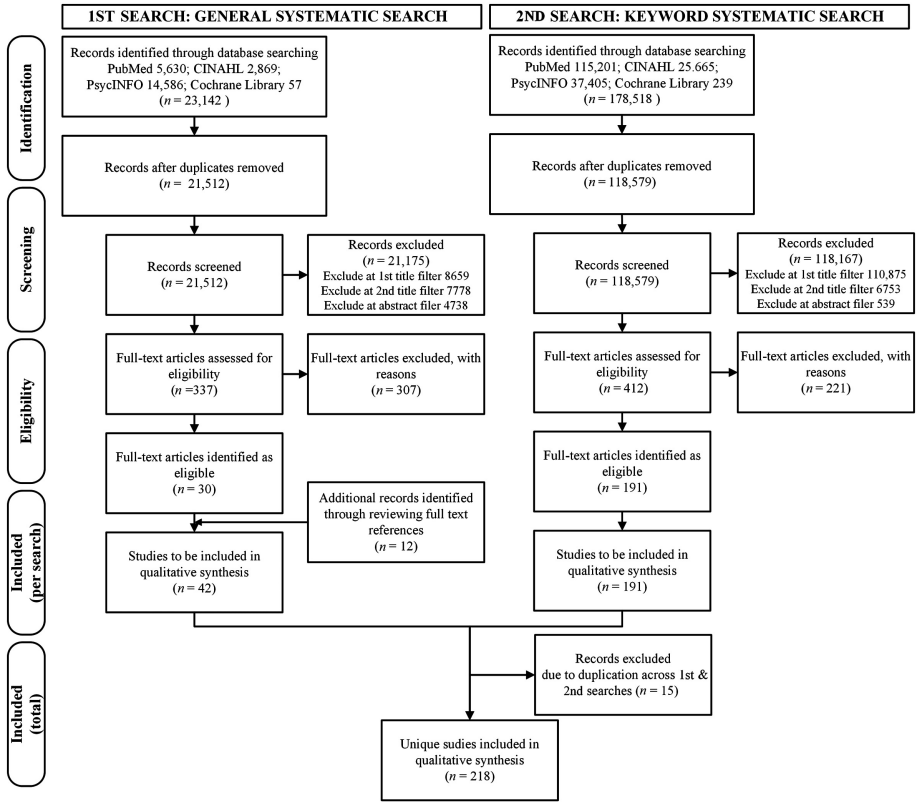 1ST SEARCH: GENERAL SYSTEMATIC SEARCH
2ND SEARCH: KEYWORD SYSTEMATIC SEARCH
Identification
Records identified through database searching
PubMed 5,630; CINAHL 2,869;
PsycINFO 14,586; Cochrane Library 57
(n = 23,142 )
Records identified through database searching
PubMed 115,201; CINAHL 25.665;
PsycINFO 37,405; Cochrane Library 239
(n = 178,518 )
Records after duplicates removed
(n = 21,512)
Records after duplicates removed
(n = 118,579)
Screening
Records screened
(n = 21,512)
Records excluded
(n = 21,175)
Exclude at 1st title filter 8659
Exclude at 2nd title filter 7778
Exclude at abstract filer 4738
Records screened
(n = 118,579)
Records excluded
(n = 118,167)
Exclude at 1st title filter 110,875
Exclude at 2nd title filter 6753
Exclude at abstract filer 539
Eligibility
Full-text articles assessed for
eligibility
(n =337)
Full-text articles excluded, with
reasons
(n = 307)
Full-text articles assessed for
eligibility
(n = 412)
Full-text articles excluded, with
reasons
(n = 221)
Full-text articles identified as
eligible
(n = 30)
Full-text articles identified as
eligible
(n = 191)
Included
(per search)
Additional records identified
through reviewing full text
references
(n = 12)
Studies to be included in
qualitative synthesis
(n = 42)
Studies to be included in
qualitative synthesis
(n = 191)
Included
(total)
Records excluded
due to duplication across 1st &
2nd searches (n = 15)
Unique sudies included in
qualitative synthesis
(n = 218)